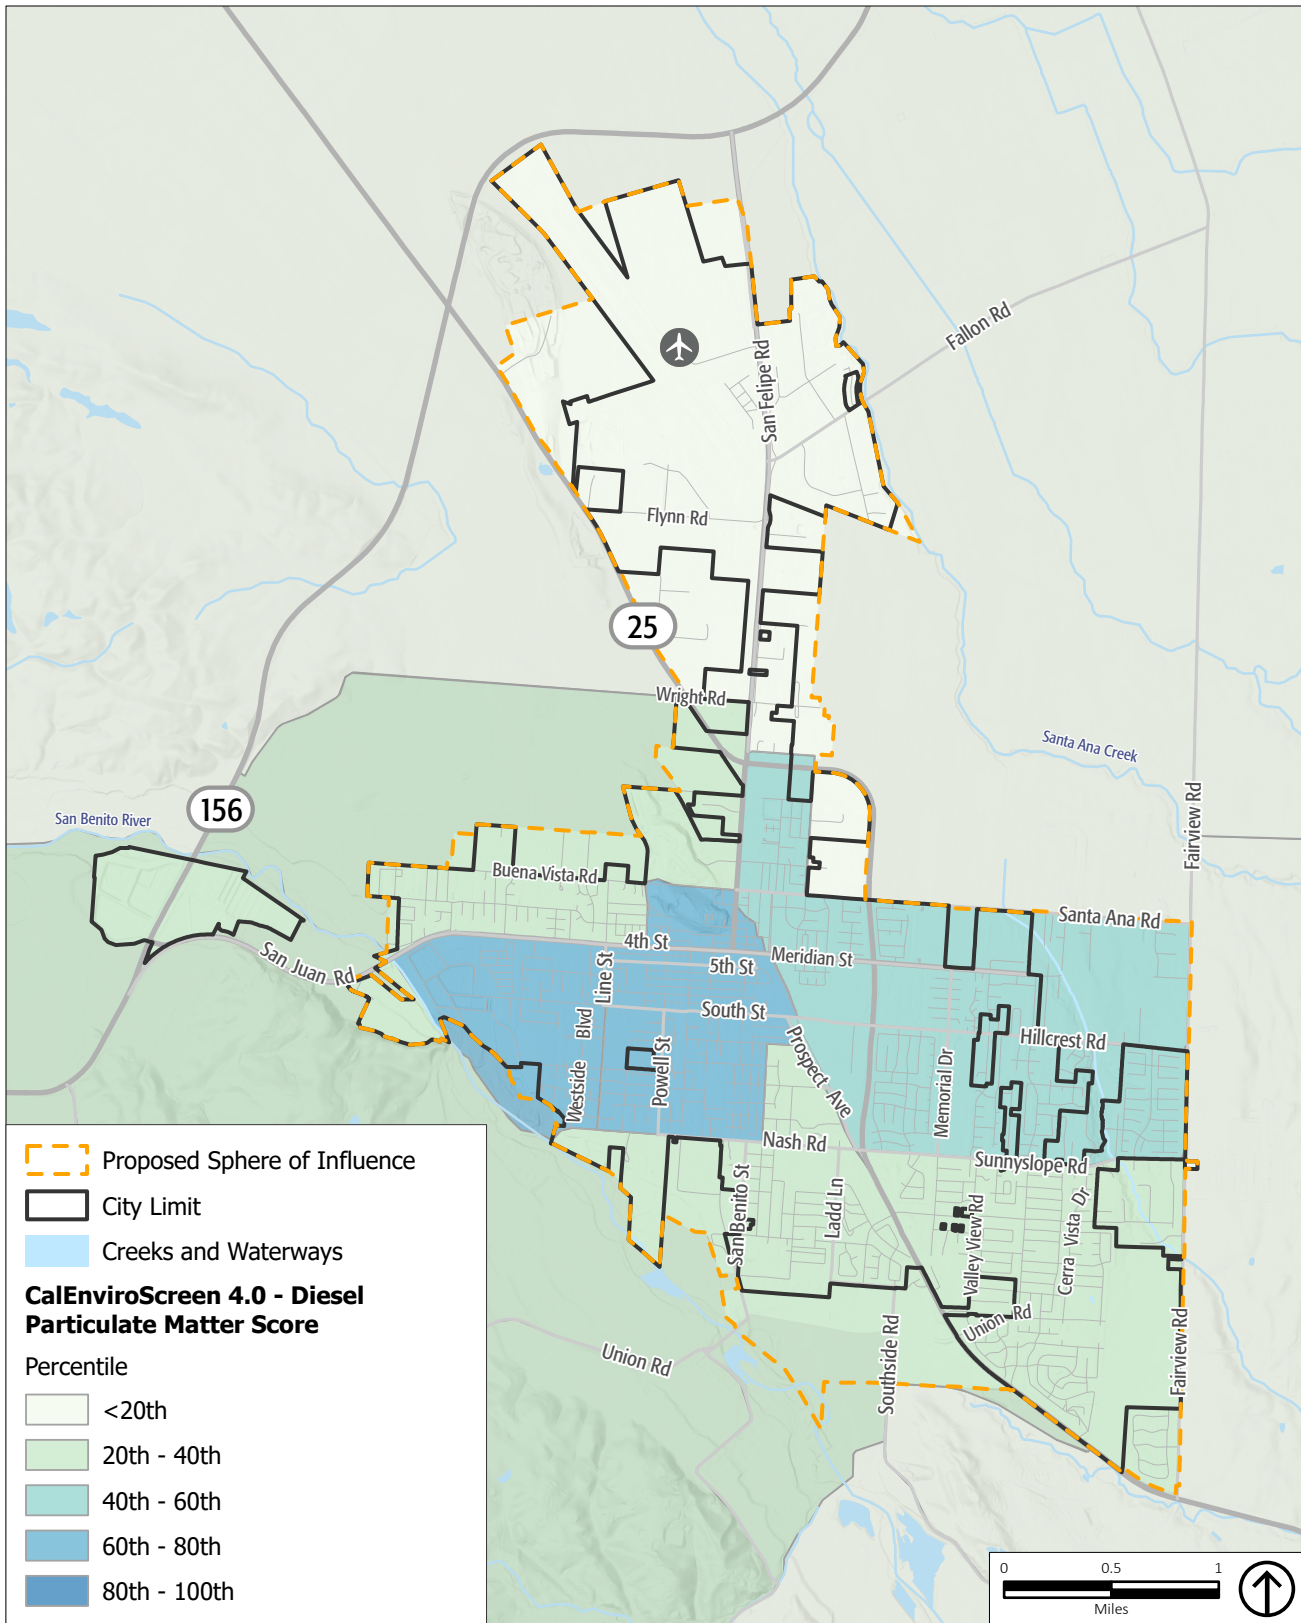 Fallon Rd
San Felipe Rd
Flynn Rd
25
Wright Rd
Santa Ana Creek
156
San Benito River
Fairview Rd
Buena Vista Rd
Santa Ana Rd
4th St
Meridian St
5th St
San Juan Rd
Line St
South St
Hillcrest Rd
Westside Blvd
Powell St
Prospect Ave
Memorial Dr
Nash Rd
Sunnyslope Rd
San Benito St
Ladd Ln
Valley View Rd
Cerra Vista Dr
Union Rd
Southside Rd
Union Rd
Fairview Rd
Proposed Sphere of Influence
City Limit
Creeks and Waterways
CalEnviroScreen 4.0 - Diesel
Particulate Matter Score
Percentile
<20th
20th - 40th
40th - 60th
60th - 80th
80th - 100th
0 0.5 1
Miles